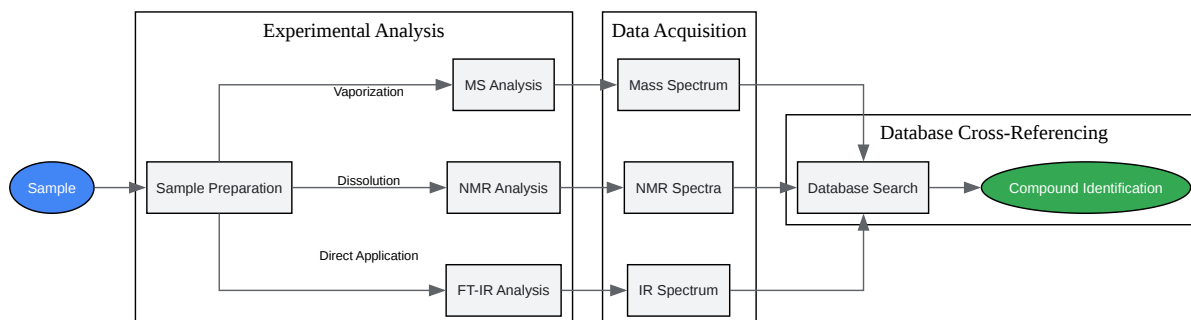 Experimental Analysis
Data Acquisition
Vaporization
MS Analysis
Mass Spectrum
Database Cross-Referencing
Sample
Sample Preparation
Dissolution
NMR Analysis
NMR Spectra
Database Search
Compound Identification
Direct Application
FT-IR Analysis
IR Spectrum